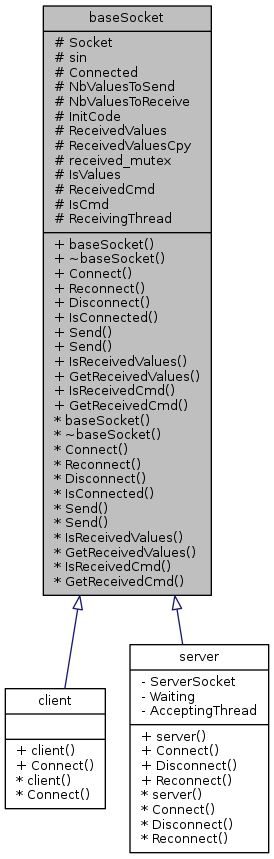 baseSocket
# Socket
# sin
# Connected
# NbValuesToSend
# NbValuesToReceive
# InitCode
# ReceivedValues
# ReceivedValuesCpy
# received_mutex
# IsValues
# ReceivedCmd
# IsCmd
# ReceivingThread
+ baseSocket()
+ ~baseSocket()
+ Connect()
+ Reconnect()
+ Disconnect()
+ IsConnected()
+ Send()
+ Send()
+ IsReceivedValues()
+ GetReceivedValues()
+ IsReceivedCmd()
+ GetReceivedCmd()
* baseSocket()
* ~baseSocket()
* Connect()
* Reconnect()
* Disconnect()
* IsConnected()
* Send()
* Send()
* IsReceivedValues()
* GetReceivedValues()
* IsReceivedCmd()
* GetReceivedCmd()
client
+ client()
+ Connect()
* client()
* Connect()
server
- ServerSocket
- Waiting
- AcceptingThread
+ server()
+ Connect()
+ Disconnect()
+ Reconnect()
* server()
* Connect()
* Disconnect()
* Reconnect()